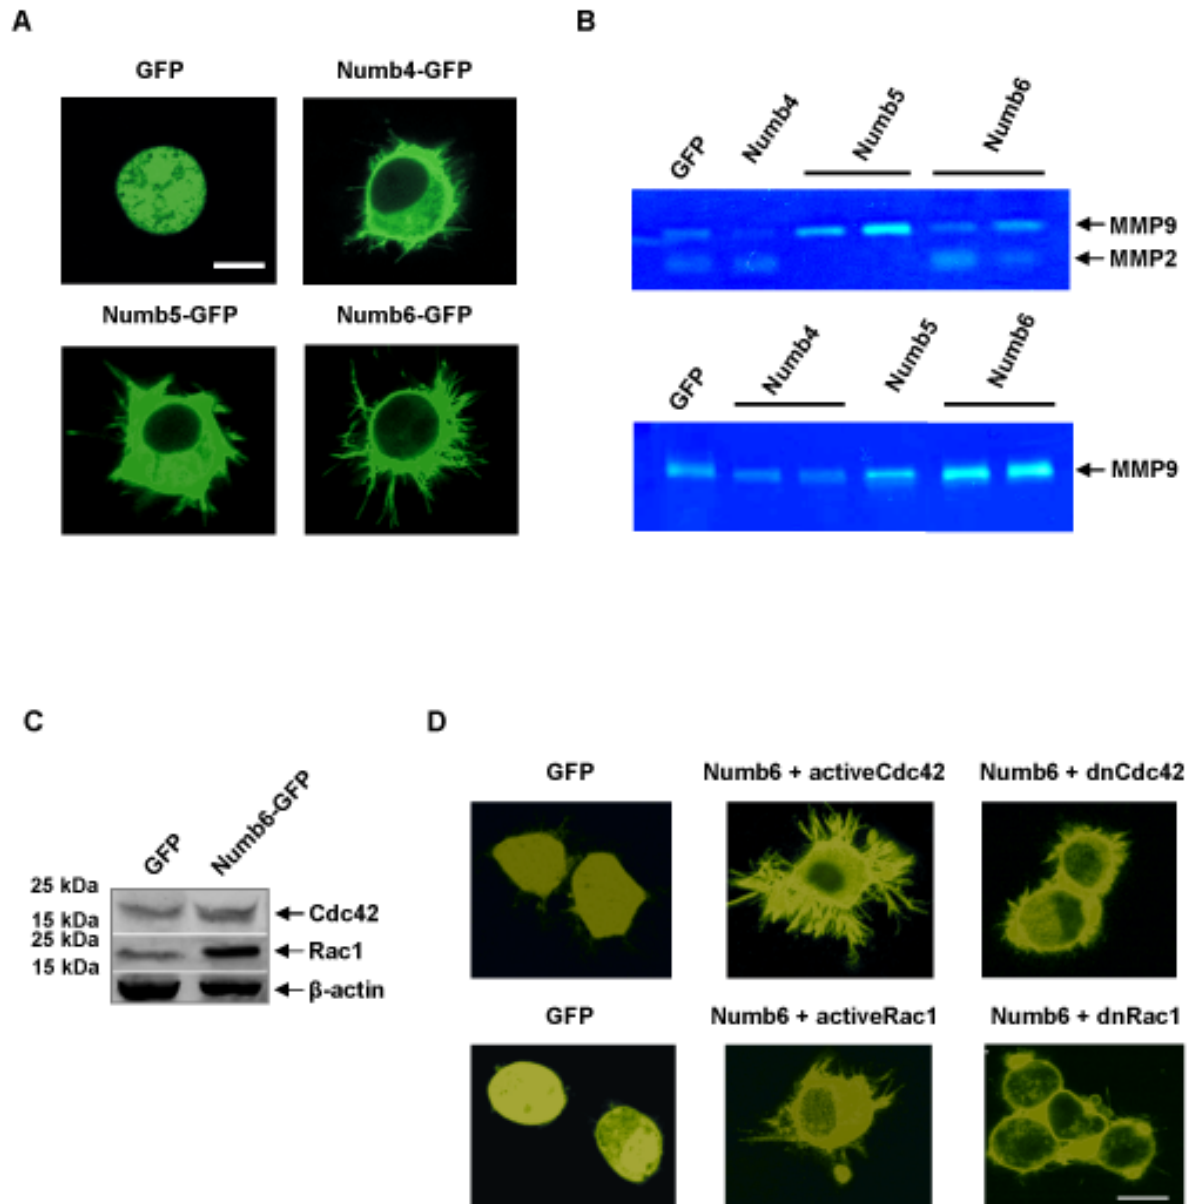 A
B
GFP
Numb4-GFP
Numb5-GFP
Numb6-GFP
GFP
Numb4
Numb5
Numb6
MMP9
MMP2
GFP
Numb4
Numb5
Numb6
MMP9
C
D
GFP
Numb6-GFP
25 kDa
15 kDa
25 kDa
15 kDa
Cdc42
Rac1
β-actin
GFP
Numb6 + activeCdc42
Numb6 + dnCdc42
GFP
Numb6 + activeRac1
Numb6 + dnRac1